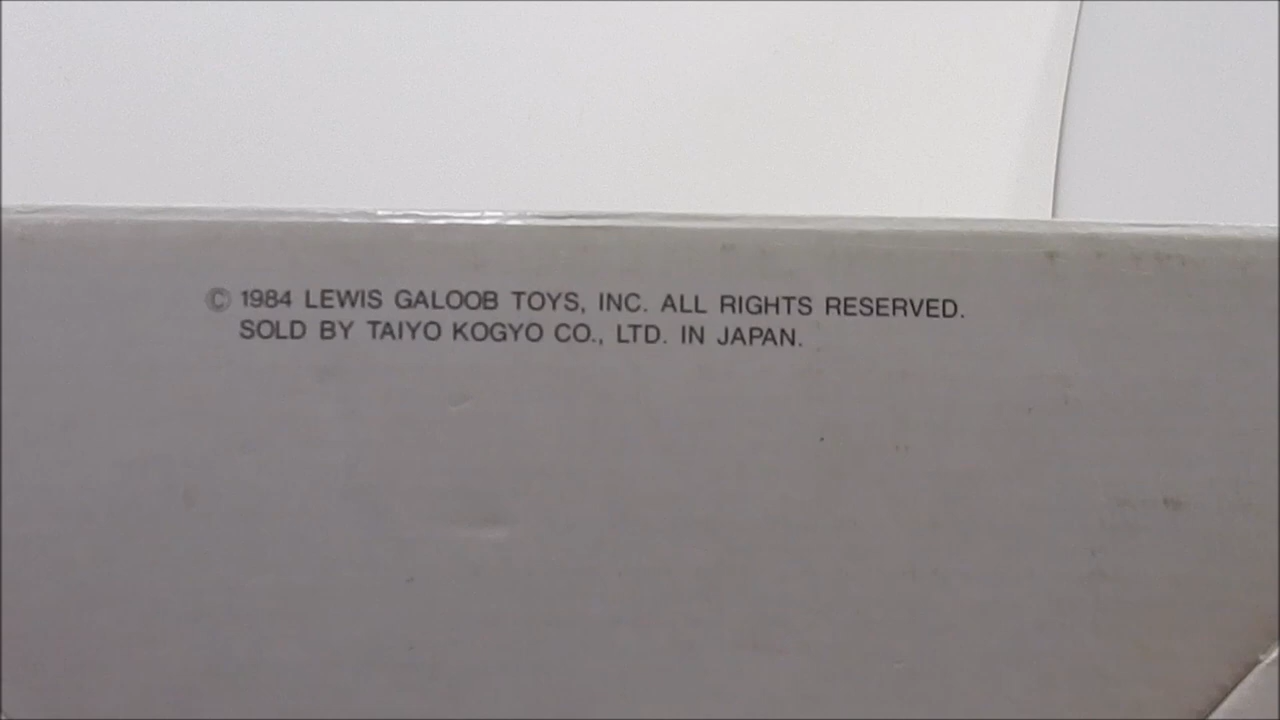 © 1984 LEWIS GALOOB TOYS, INC. ALL RIGHTS RESERVED.
SOLD BY TAIYO KOGYO CO., LTD. IN JAPAN.